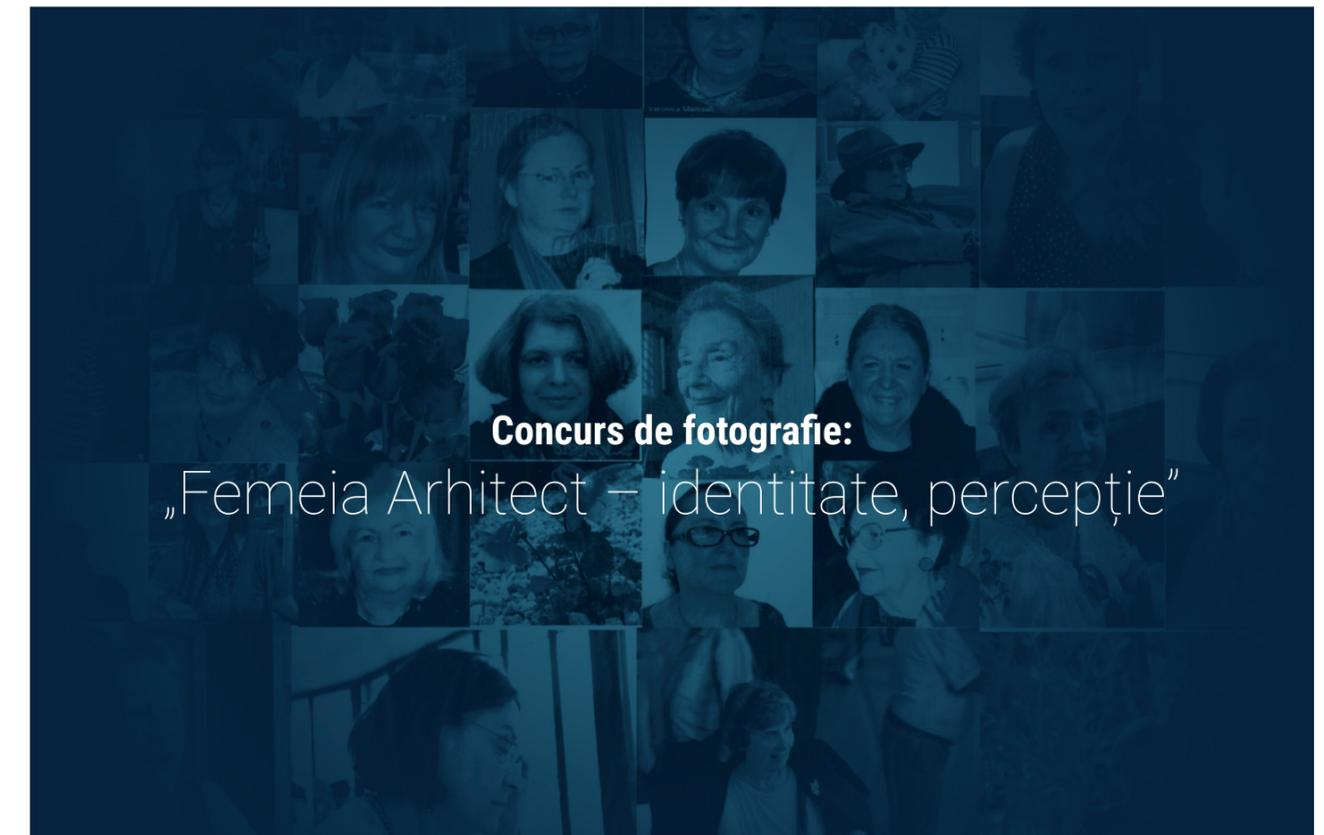 Concurs de fotografie:
„Femeia Arhitect – identitate, percepție”